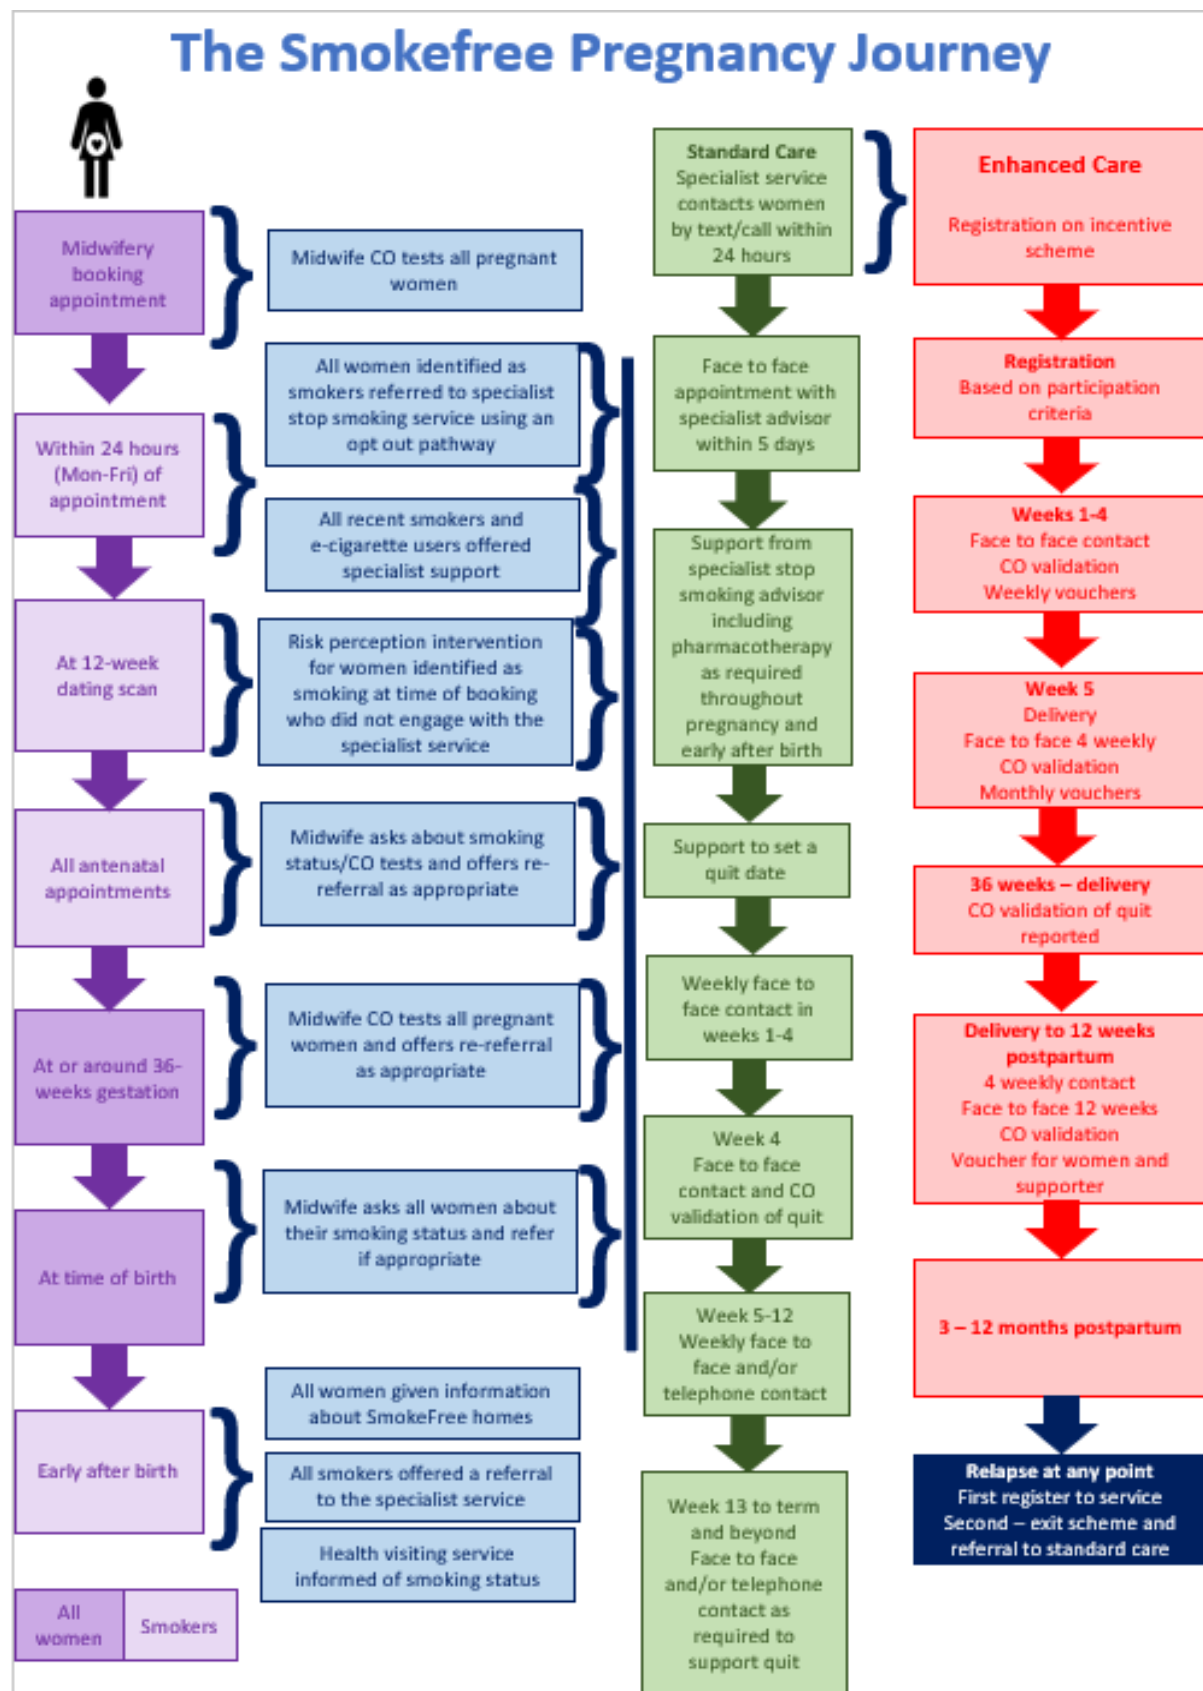 The Smokefree Pregnancy Journey
Midwifery
booking
appointment
Within 24 hours
(Mon-Fri) of
appointment
At 12-week
dating scan
All antenatal
appointments
At or around 36-
weeks gestation
At time of birth
Early after birth
All
women
Smokers
Midwife CO tests all pregnant
women
All women identified as
smokers referred to specialist
stop smoking service using an
opt out pathway
All recent smokers and
e-cigarette users offered
specialist support
Risk perception intervention
for women identified as
smoking at time of booking
who did not engage with the
specialist service
Midwife asks about smoking
status/CO tests and offers re-
referral as appropriate
Midwife CO tests all pregnant
women and offers re-referral
as appropriate
Midwife asks all women about
their smoking status and refer
if appropriate
All women given information
about SmokeFree homes
All smokers offered a referral
to the specialist service
Health visiting service
informed of smoking status
Standard Care
Specialist service
contacts women
by text/call within
24 hours
Face to face
appointment with
specialist advisor
within 5 days
Support from
specialist stop
smoking advisor
including
pharmacotherapy
as required
throughout
pregnancy and
early after birth
Support to set a
quit date
Weekly face to
face contact in
weeks 1-4
Week 4
Face to face
contact and CO
validation of quit
Week 5-12
Weekly face to
face and/or
telephone contact
Week 13 to term
and beyond
Face to face
and/or telephone
contact as
required to
support quit
Enhanced Care
Registration on incentive
scheme
Registration
Based on participation
criteria
Weeks 1-4
Face to face contact
CO validation
Weekly vouchers
Week 5
Delivery
Face to face 4 weekly
CO validation
Monthly vouchers
36 weeks – delivery
CO validation of quit
reported
Delivery to 12 weeks
postpartum
4 weekly contact
Face to face 12 weeks
CO validation
Voucher for women and
supporter
3 – 12 months postpartum
Relapse at any point
First register to service
Second – exit scheme and
referral to standard care